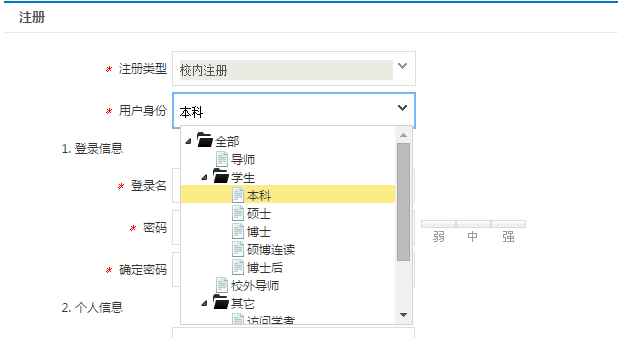 注册
* 注册类型 校内注册
* 用户身份 本科
1. 登录信息
全部
导师
学生
* 登录名
本科
硕士
* 密码
博士
弱 中 强
硕博连读
* 确定密码
博士后
校外导师
2. 个人信息
其它
访问学者